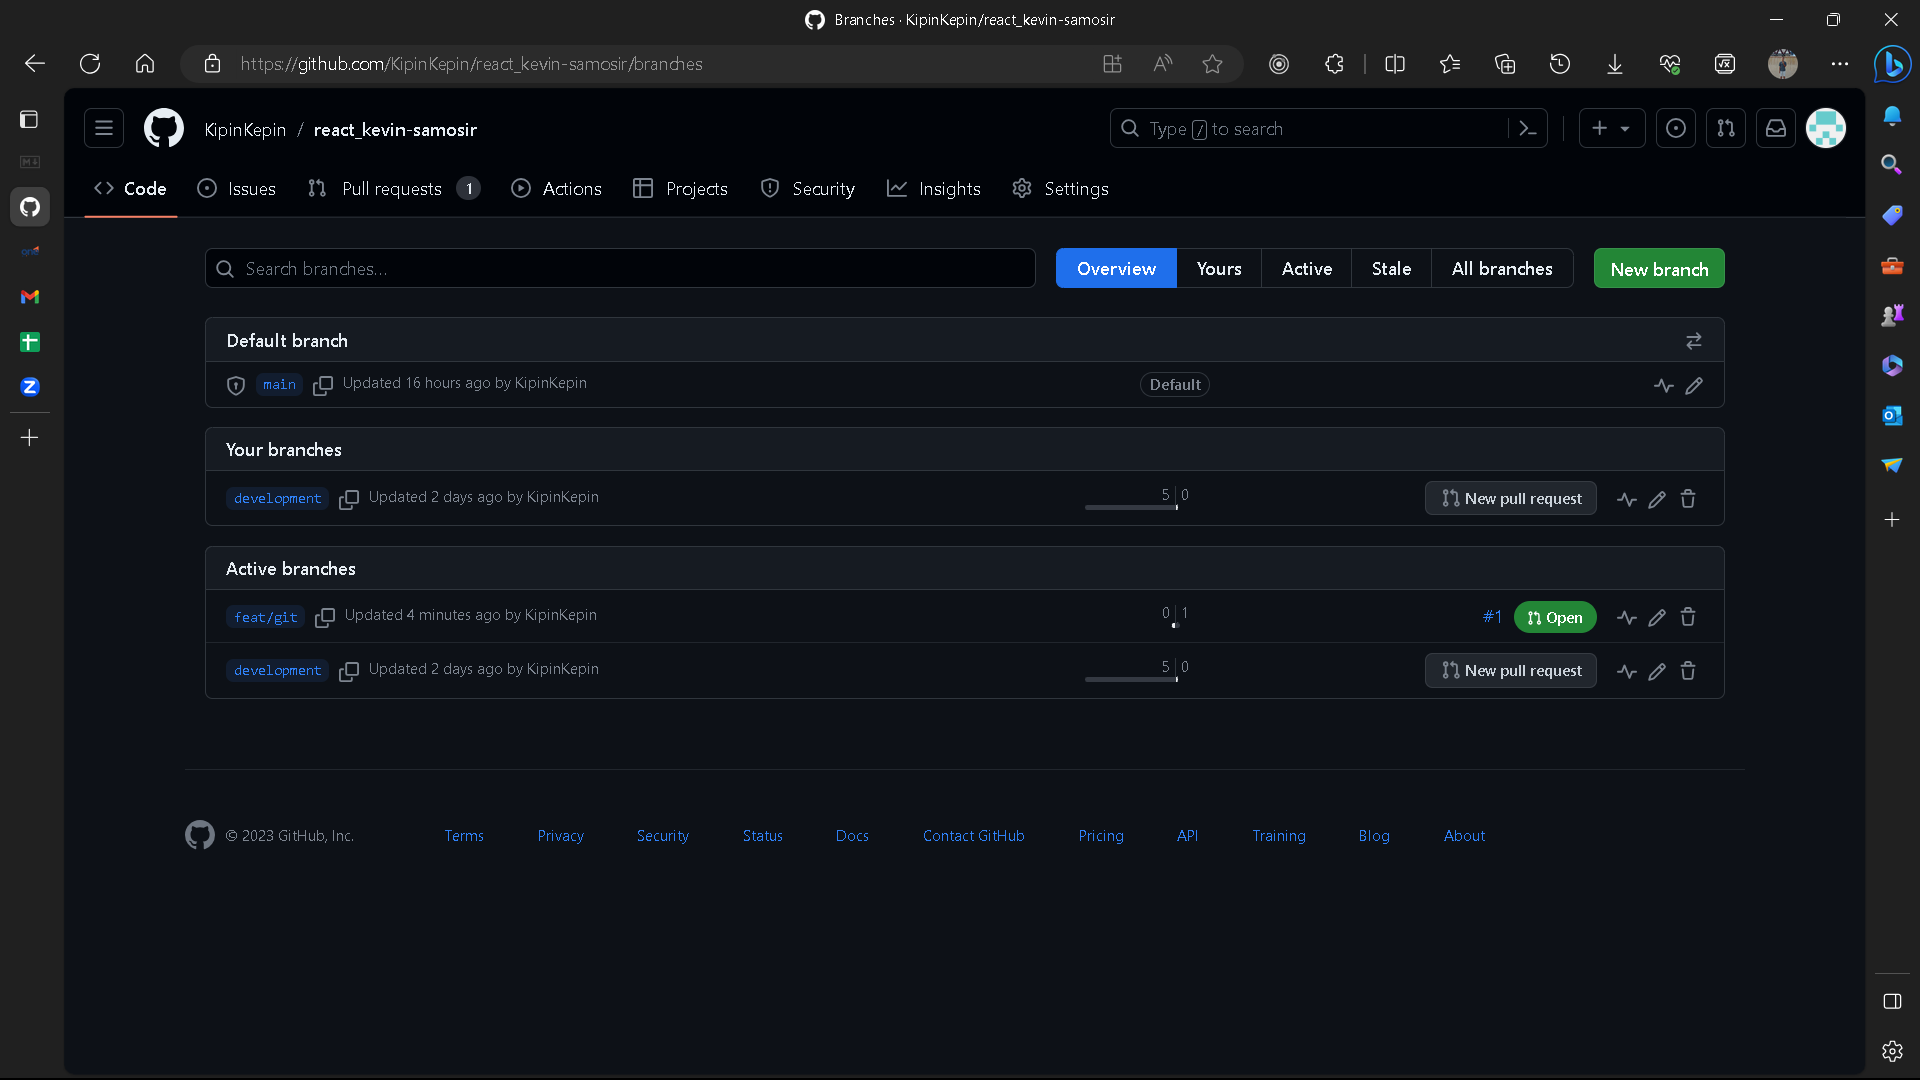 Branches · KipinKepin/react_kevin-samosir
https://github.com/KipinKepin/react_kevin-samosir/branches
KipinKepin / react_kevin-samosir
Type / to search
Code
Issues
Pull requests 1
Actions
Projects
Security
Insights
Settings
Search branches...
Overview
Yours
Active
Stale
All branches
New branch
Default branch
main Updated 16 hours ago by KipinKepin Default
Your branches
development Updated 2 days ago by KipinKepin 5 0 New pull request
Active branches
feat/git Updated 4 minutes ago by KipinKepin 0 1 #1 Open
development Updated 2 days ago by KipinKepin 5 0 New pull request
© 2023 GitHub, Inc.
Terms
Privacy
Security
Status
Docs
Contact GitHub
Pricing
API
Training
Blog
About